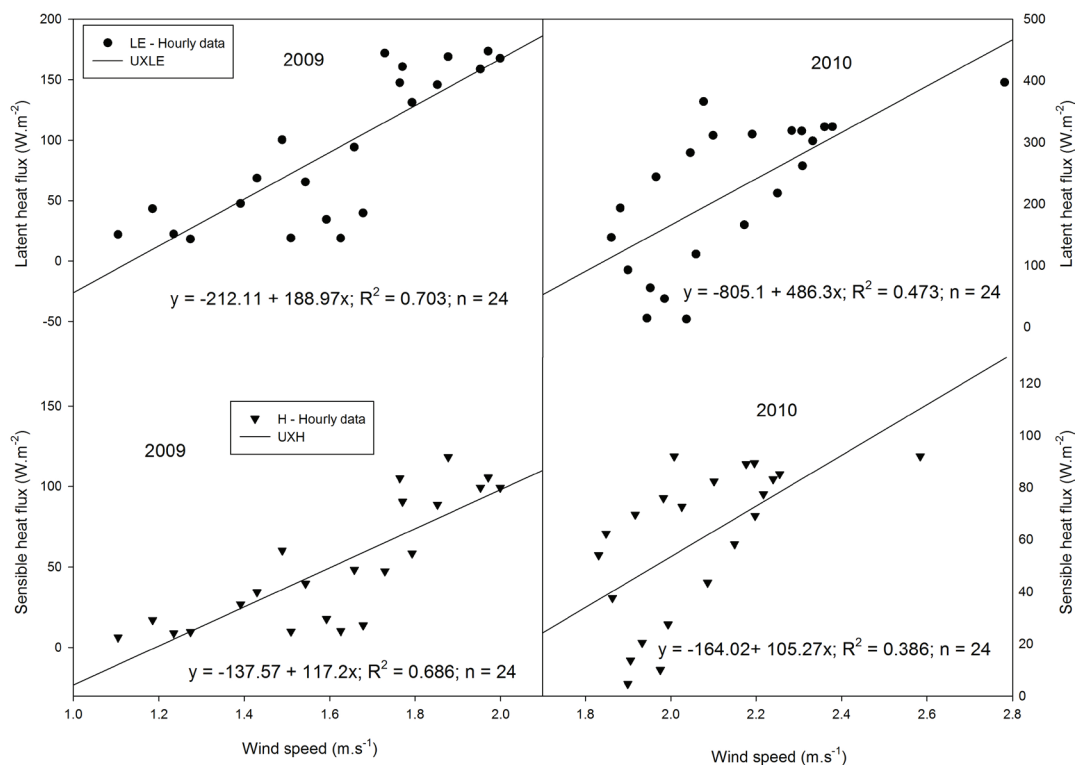 LE - Hourly data
UXLE
2009
200
150
100
50
0
-50
Latent heat flux (W.m-2)
y = -212.11 + 188.97x; R2 = 0.703; n = 24
2010
500
400
300
200
100
0
Latent heat flux (W.m-2)
y = -805.1 + 486.3x; R2 = 0.473; n = 24
H - Hourly data
UXH
2009
150
100
50
0
Sensible heat flux (W.m-2)
y = -137.57 + 117.2x; R2 = 0.686; n = 24
1.0 1.2 1.4 1.6 1.8 2.0
Wind speed (m.s-1)
2010
120
100
80
60
40
20
0
Sensible heat flux (W.m-2)
y = -164.02+ 105.27x; R2 = 0.386; n = 24
1.8 2.0 2.2 2.4 2.6 2.8
Wind speed (m.s-1)